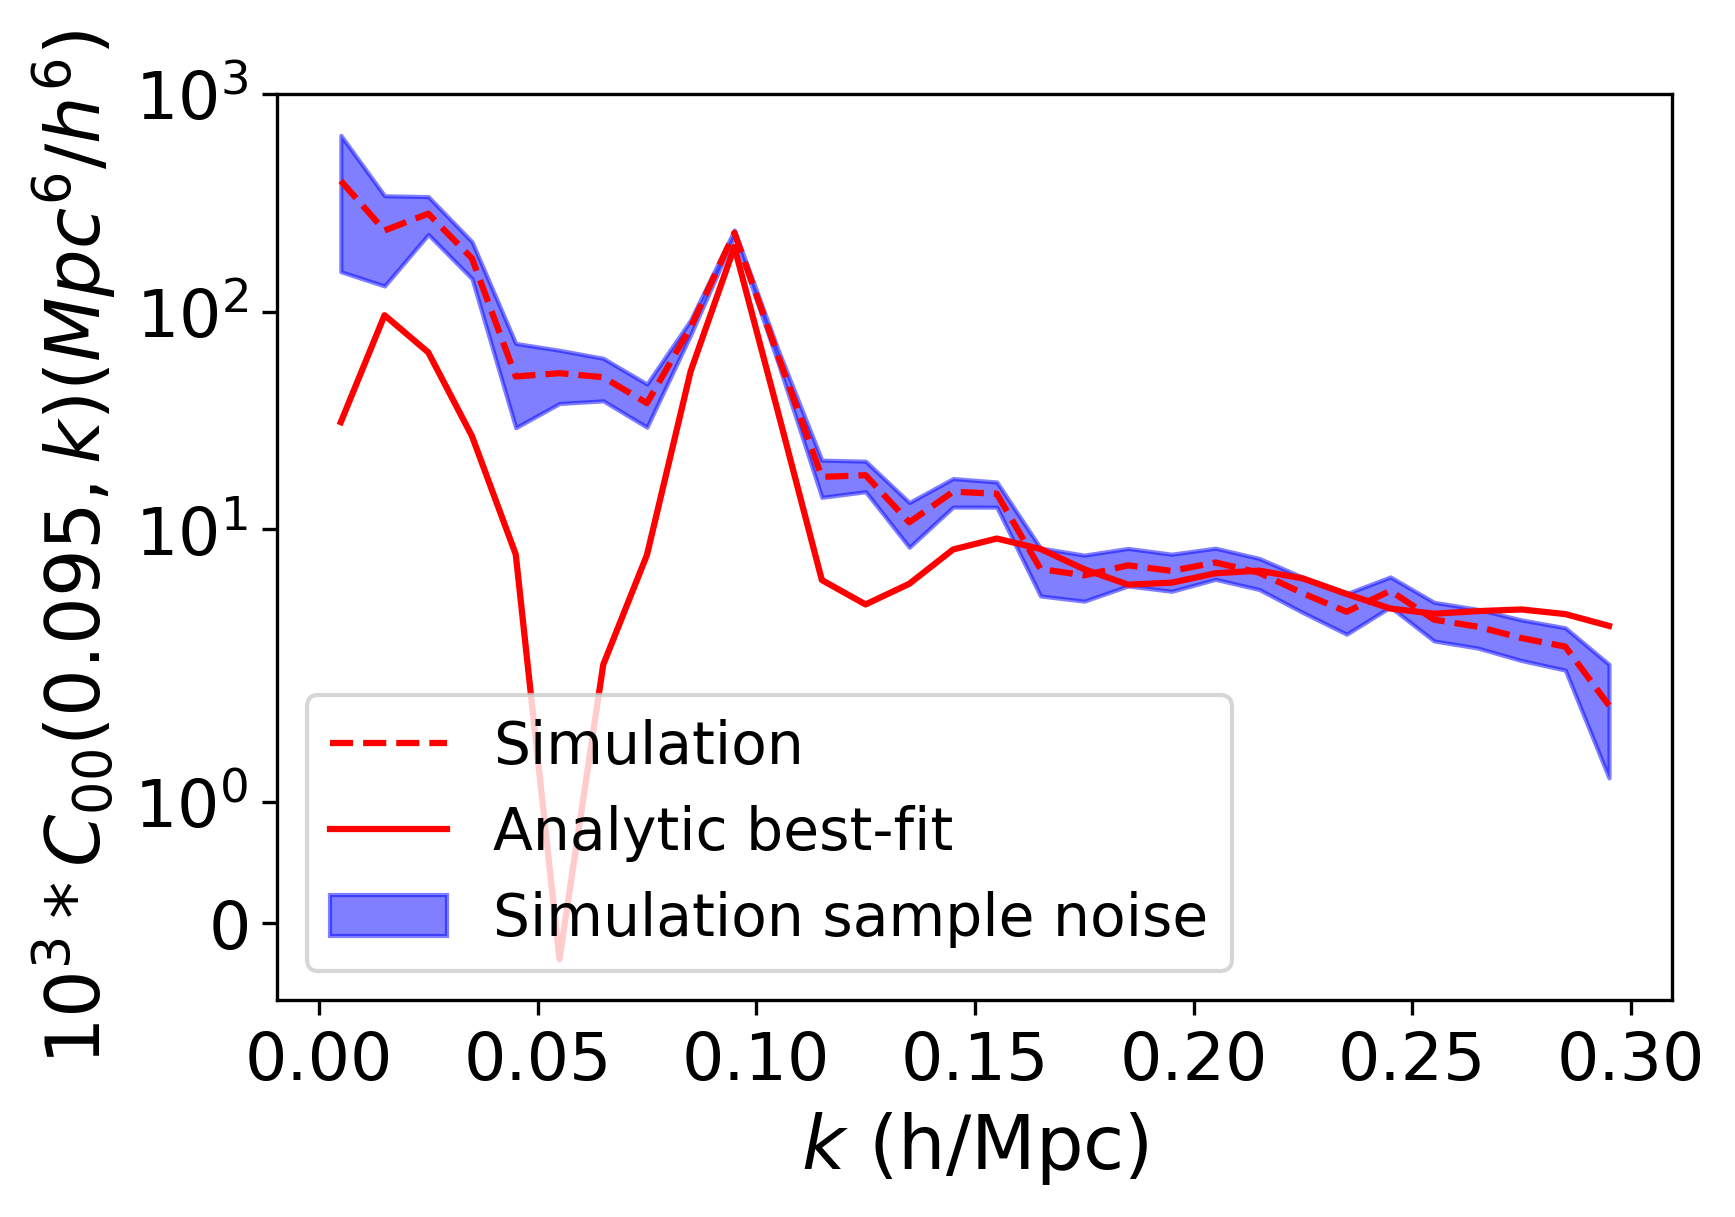 10³ * C₀₀(0.095, k)(Mpc⁶/h⁶)
10³
10²
10¹
10⁰
0
Simulation
Analytic best-fit
Simulation sample noise
0.00 0.05 0.10 0.15 0.20 0.25 0.30
k (h/Mpc)